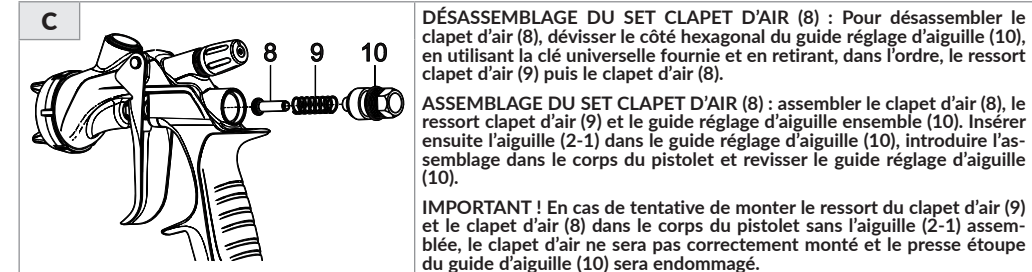 C
8 9 10
DÉSASSEMBLAGE DU SET CLAPET D'AIR (8) : Pour désassembler le
clapet d'air (8), dévisser le côté hexagonal du guide réglage d'aiguille (10),
en utilisant la clé universelle fournie et en retirant, dans l'ordre, le ressort
clapet d'air (9) puis le clapet d'air (8).
ASSEMBLAGE DU SET CLAPET D'AIR (8) : assembler le clapet d'air (8), le
ressort clapet d'air (9) et le guide réglage d'aiguille ensemble (10). Insérer
ensuite l'aiguille (2-1) dans le guide réglage d'aiguille (10), introduire l'as-
semblage dans le corps du pistolet et revisser le guide réglage d'aiguille
(10).
IMPORTANT ! En cas de tentative de monter le ressort du clapet d'air (9)
et le clapet d'air (8) dans le corps du pistolet sans l'aiguille (2-1) assem-
blée, le clapet d'air ne sera pas correctement monté et le presse étoupe
du guide d'aiguille (10) sera endommagé.